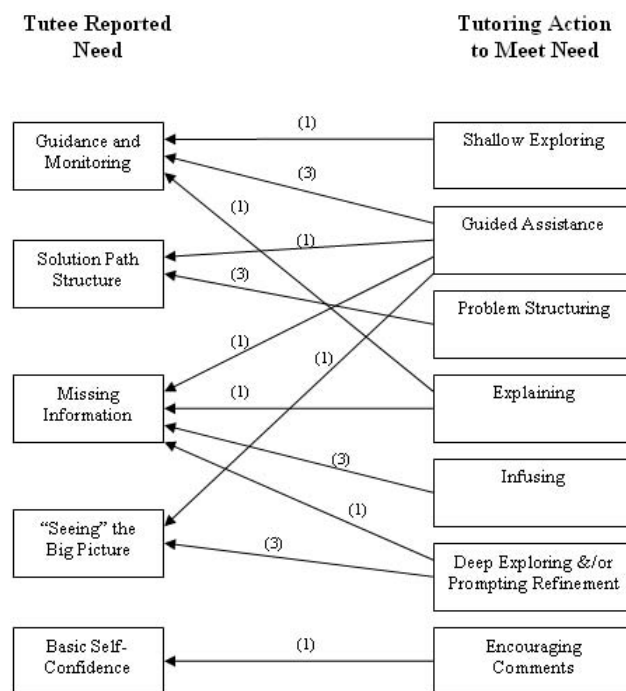 Tutee Reported
Need
Tutoring Action
to Meet Need
Guidance and
Monitoring
(1)
Shallow Exploring
(3)
(1)
Guided Assistance
Solution Path
Structure
(1)
(3)
Problem Structuring
(1)
(1)
Missing
Information
(1)
Explaining
(3)
Infusing
(1)
“Seeing” the
Big Picture
(3)
Deep Exploring &/or
Prompting Refinement
Basic Self-
Confidence
(1)
Encouraging
Comments